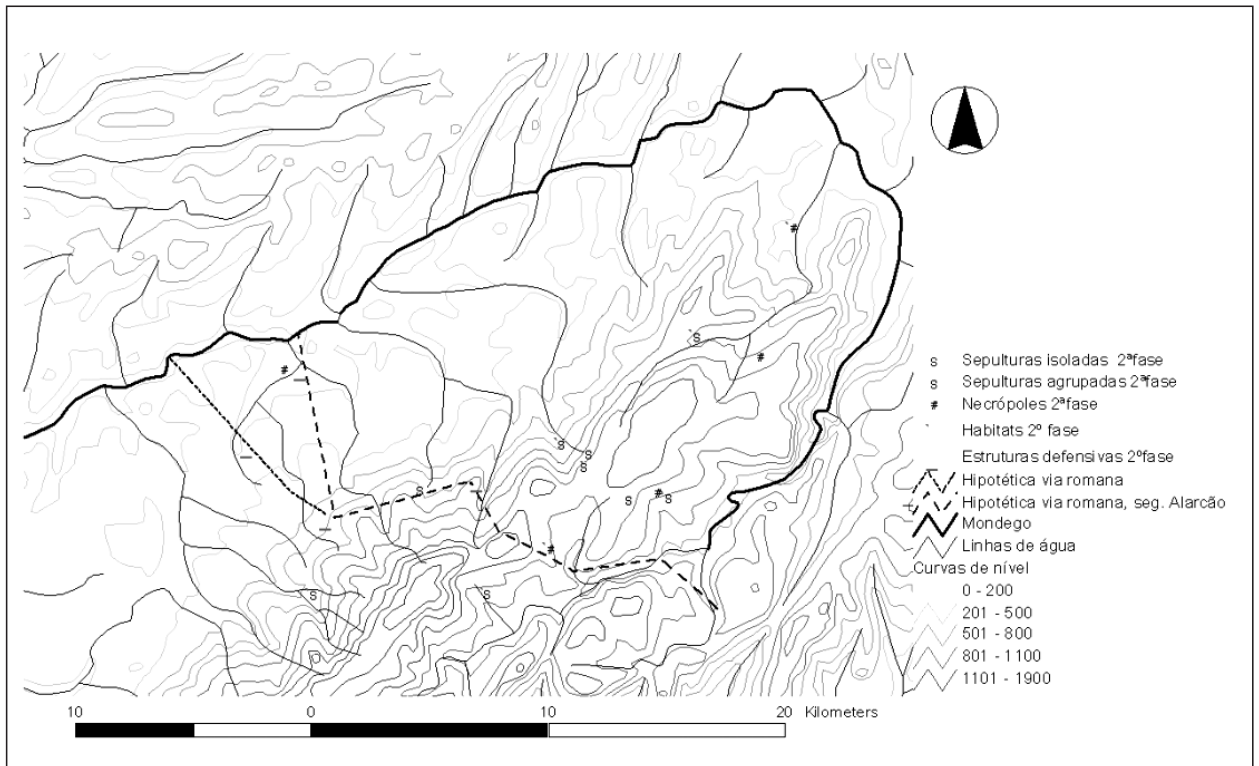 s Sepulturas isoladas 2ªfase
s Sepulturas agrupadas 2ªfase
# Necrópoles 2ªfase
Habitats 2º fase
Estruturas defensivas 2ºfase
Hipotética via romana
Hipotética via romana, seg. Alarcão
Mondego
Linhas de água
Curvas de nível
0 - 200
201 - 500
501 - 800
801 - 1100
1101 - 1900
10 0 10 20 Kilometers